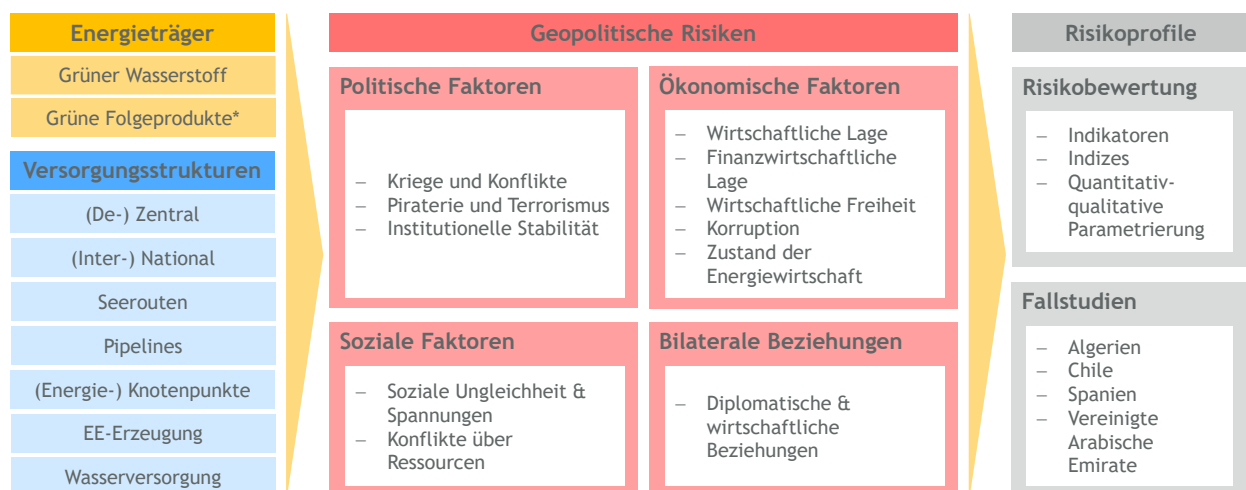 Energieträger
Grüner Wasserstoff
Grüne Folgeprodukte*
Versorgungsstrukturen
(De-) Zentral
(Inter-) National
Seerouten
Pipelines
(Energie-) Knotenpunkte
EE-Erzeugung
Wasserversorgung
Geopolitische Risiken
Politische Faktoren
– Kriege und Konflikte
– Piraterie und Terrorismus
– Institutionelle Stabilität
Ökonomische Faktoren
– Wirtschaftliche Lage
– Finanzwirtschaftliche
Lage
– Wirtschaftliche Freiheit
– Korruption
– Zustand der
Energiewirtschaft
Soziale Faktoren
– Soziale Ungleichheit &
Spannungen
– Konflikte über
Ressourcen
Bilaterale Beziehungen
– Diplomatische &
wirtschaftliche
Beziehungen
Risikoprofile
Risikobewertung
– Indikatoren
– Indizes
– Quantitativ-
qualitative
Parametrierung
Fallstudien
– Algerien
– Chile
– Spanien
– Vereinigte
Arabische
Emirate